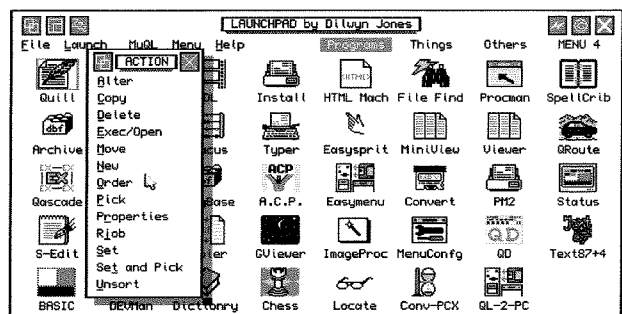 LAUNCHPAD by Dilwyn Jones
File Launch MuQL Menu Help Programs Things Others MENU 4
ACTION
Alter
Copy
Delete
Exec/Open
Move
New
Order
Pick
Properties
Rjob
Set
Set and Pick
Unsort
Quill Install HTML Mach File Find Procman SpellCrib
<HTML>
dbf
Archive Typer Easysprit MiniView Viewer QRoute
EX ACP
Qascade A.C.P. Easymenu Convert PM2 Status
QD
S-Edit GViewer ImageProc MenuConfg QD Text87+4
BASIC DEVMan Dictionry Chess Locate Conv-PCX QL-2-PC